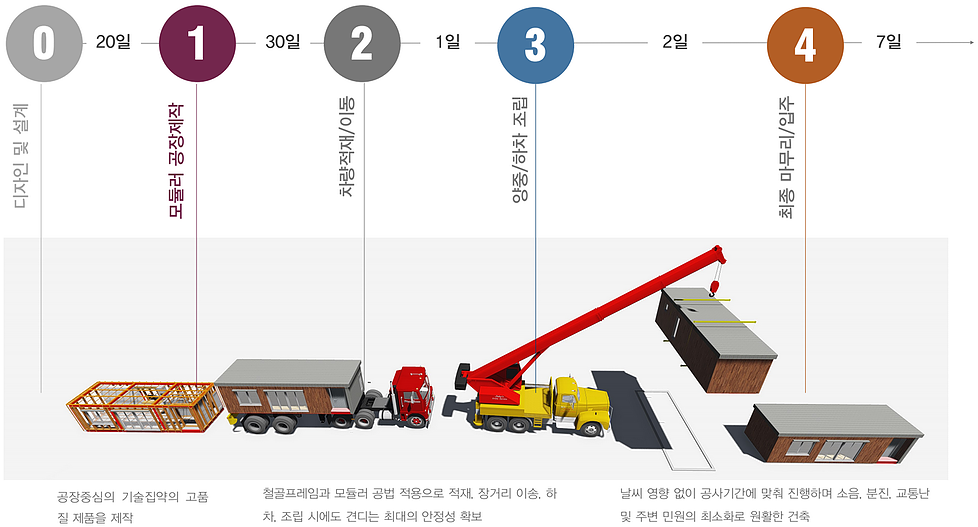 0
20일
1
30일
2
1일
3
2일
4
7일
디자인 및 설계
모듈러 공장제작
차량적재/이동
양중/하차 조립
최종 마무리/입주
공장중심의 기술집약의 고품
질 제품을 제작
철골프레임과 모듈러 공법 적용으로 적재, 장거리 이송, 하
차, 조립 시에도 견디는 최대의 안정성 확보
날씨 영향 없이 공사기간에 맞춰 진행하며 소음, 분진, 교통난
및 주변 민원의 최소화로 원활한 건축